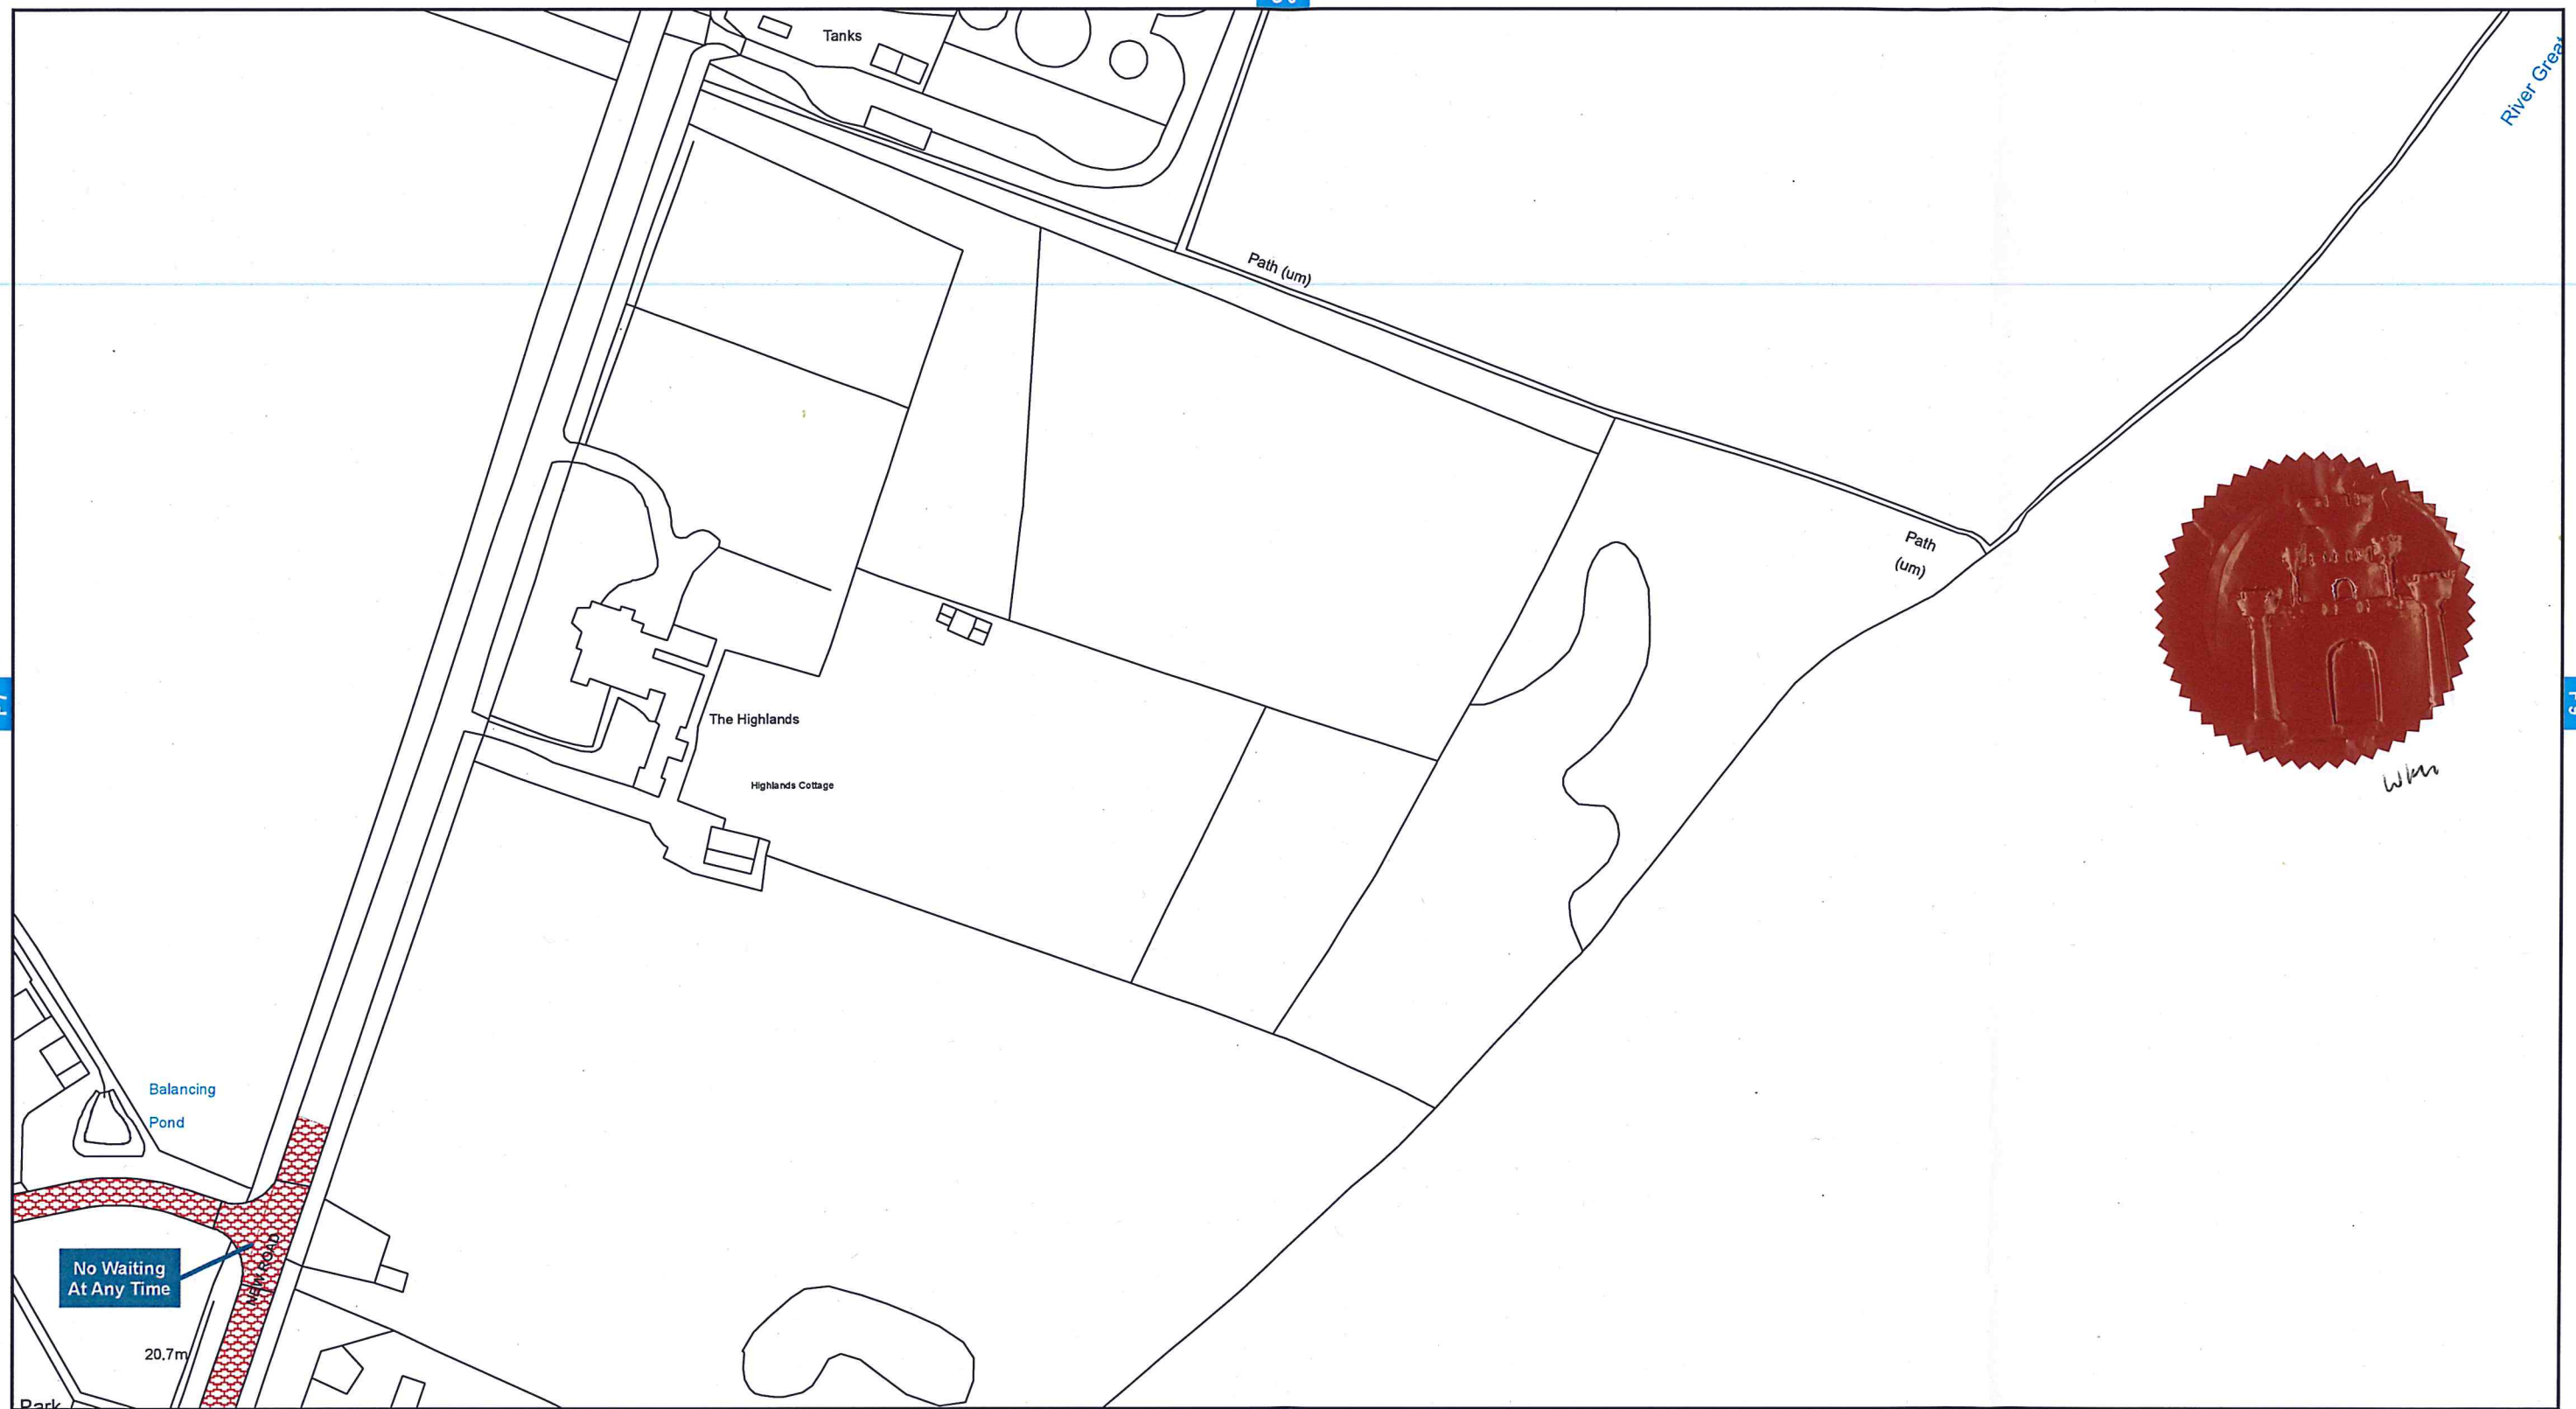 Tanks
River Great
Path (um)
Path
(um)
The Highlands
Highlands Cottage
Balancing
Pond
No Waiting
At Any Time
NEW ROAD
20.7m
Park